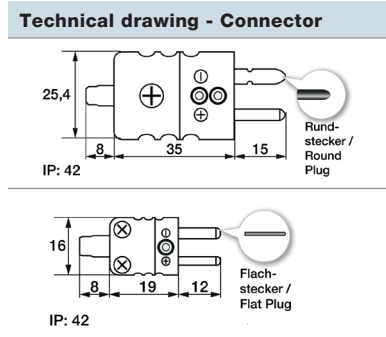 Technical drawing - Connector
25,4
8
35
15
IP: 42
Rund-
stecker /
Round
Plug
16
8
19
12
IP: 42
Flach-
stecker /
Flat Plug